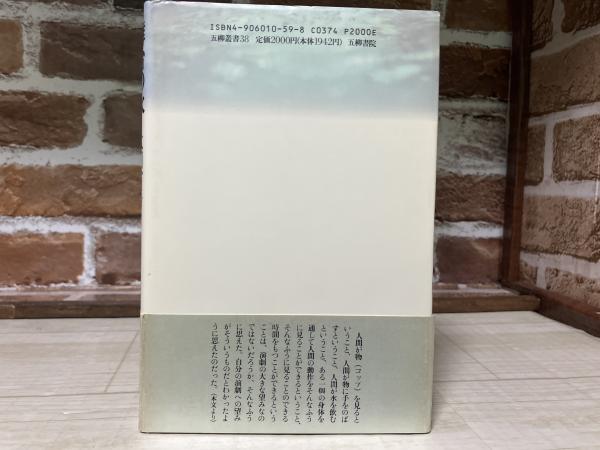 ISBN4-906010-59-8 C0374 P2000E
五柳叢書38 定価2000円(本体1942円) 五柳書院
人間が物(コップ)を見ると
いうこと、人間が物に手をのば
すということ、人間が水を飲む
ということ、ある一個の身体を
通して人間の動作をそんなふう
に見ることができるということ、
そんなふうに見ることのできる
時間をもつことができるという
ことは、演劇の大きな望みなの
ではないだろうか、そんなふう
に思えた。自分の演劇への望み
がそういうものだとわかったよ
うに思えたのだった。(本文より)